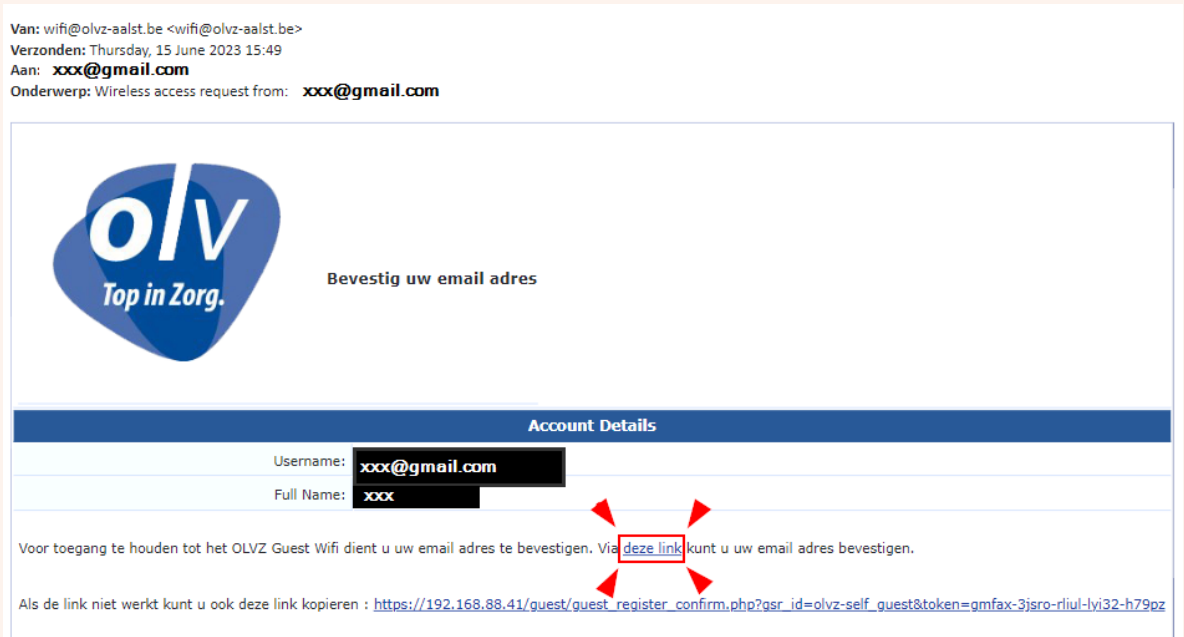 Van: wifi@olvz-aalst.be <wifi@olvz-aalst.be>
Verzonden: Thursday, 15 June 2023 15:49
Aan: xxx@gmail.com
Onderwerp: Wireless access request from: xxx@gmail.com
olv
Top in Zorg.
Bevestig uw email adres
Account Details
Username: xxx@gmail.com
Full Name: xxx
Voor toegang te houden tot het OLVZ Guest Wifi dient u uw email adres te bevestigen. Via deze link kunt u uw email adres bevestigen.
Als de link niet werkt kunt u ook deze link kopieren : https://192.168.88.41/guest/guest_register_confirm.php?gsr_id=olvz-self_guest&token=gmfax-3jsro-rliul-lyi32-h79pz